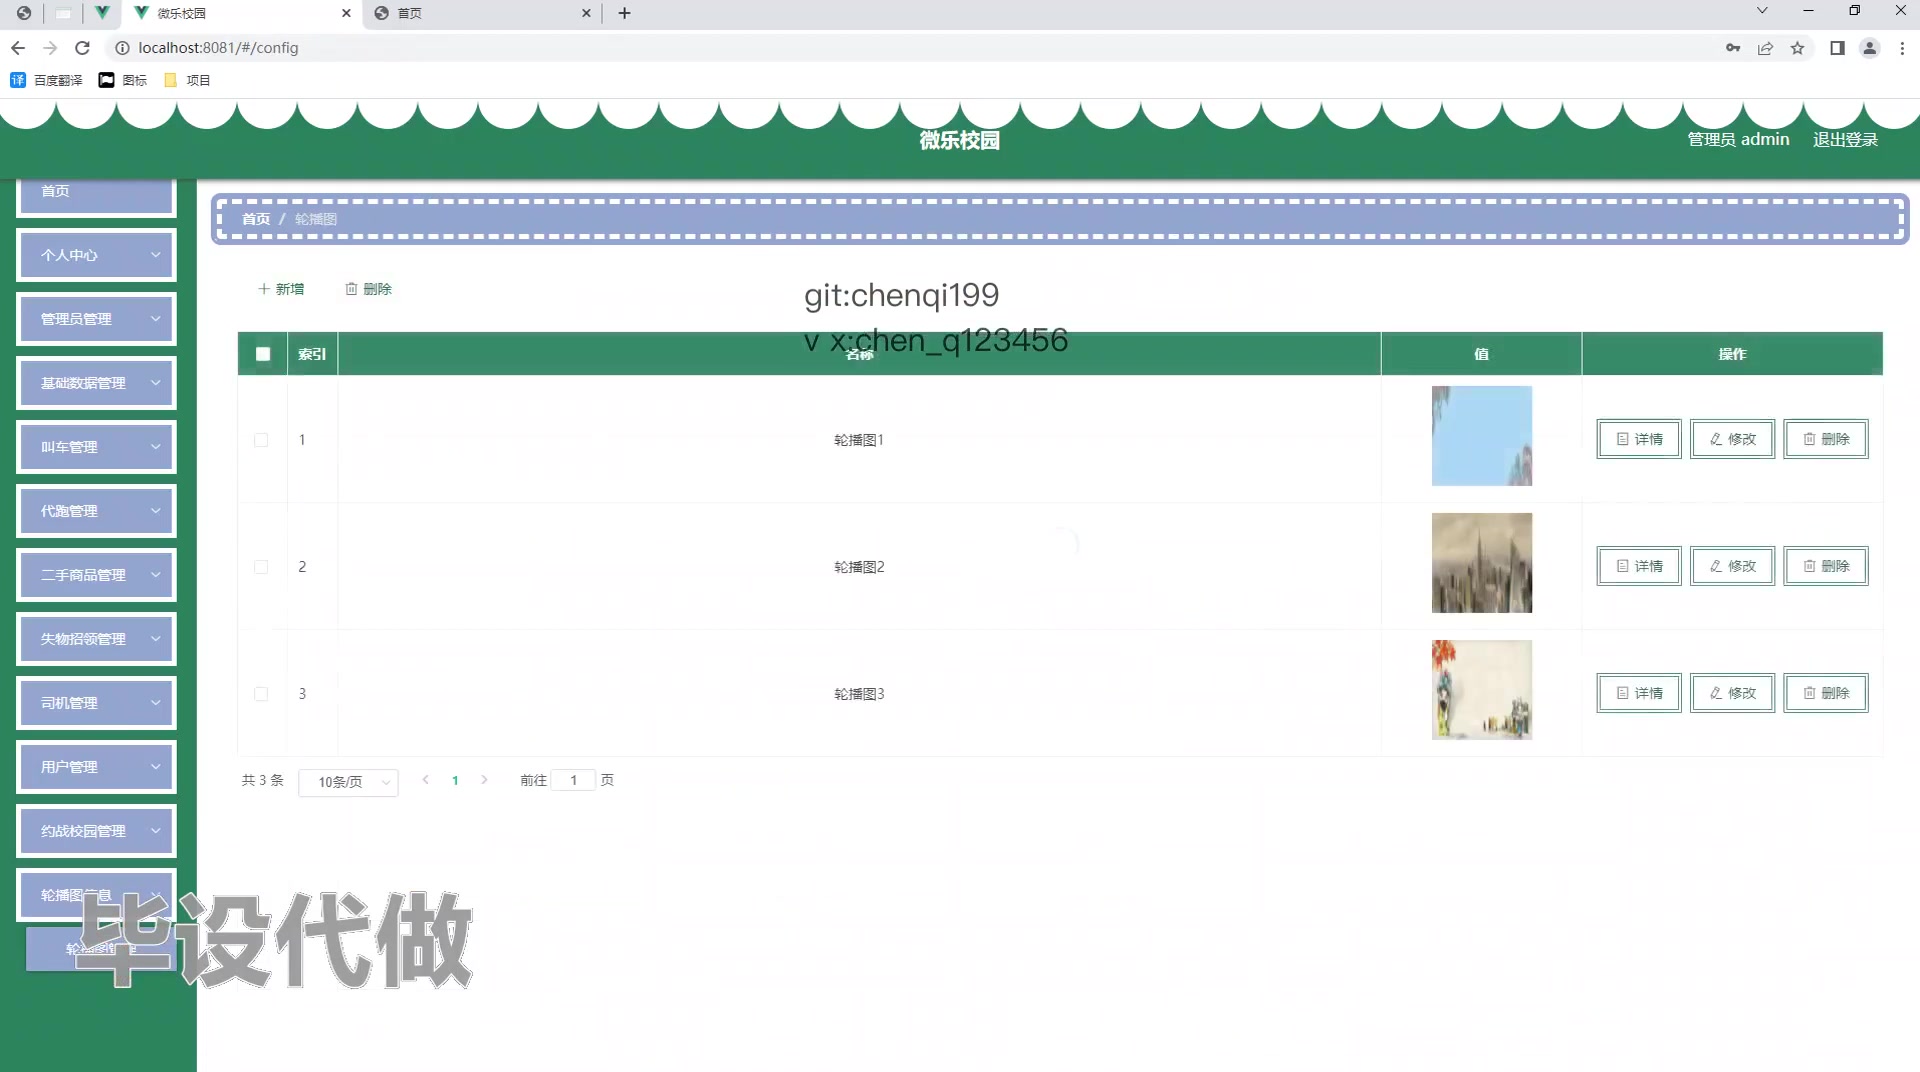 微乐校园
首页
localhost:8081/#/config
百度翻译
图标
项目
微乐校园
管理员 admin
退出登录
首页
个人中心
管理员管理
基础数据管理
叫车管理
代跑管理
二手商品管理
失物招领管理
司机管理
用户管理
约战校园管理
轮播图信息
轮播图管理
首页 / 轮播图
新增
删除
git:chenqi199
v x:chen_q123456
索引 名称 值 操作
1 轮播图1 详情 修改 删除
2 轮播图2 详情 修改 删除
3 轮播图3 详情 修改 删除
共 3 条 10条/页 1 前往 1 页
毕设代做